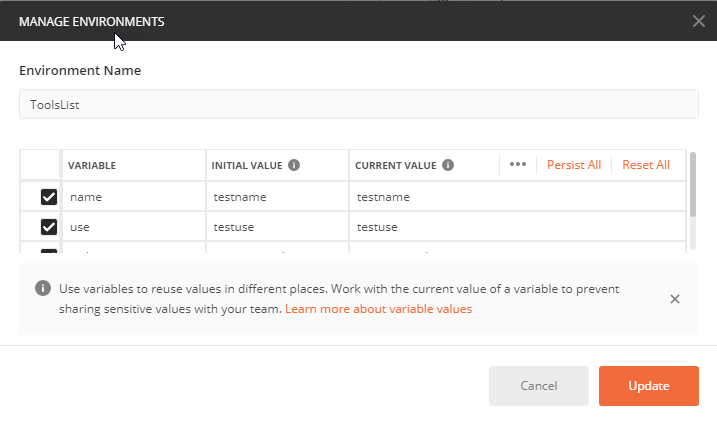 MANAGE ENVIRONMENTS
Environment Name
ToolsList
VARIABLE INITIAL VALUE CURRENT VALUE Persist All Reset All
name testname testname
use testuse testuse
Use variables to reuse values in different places. Work with the current value of a variable to prevent
sharing sensitive values with your team. Learn more about variable values
Cancel Update